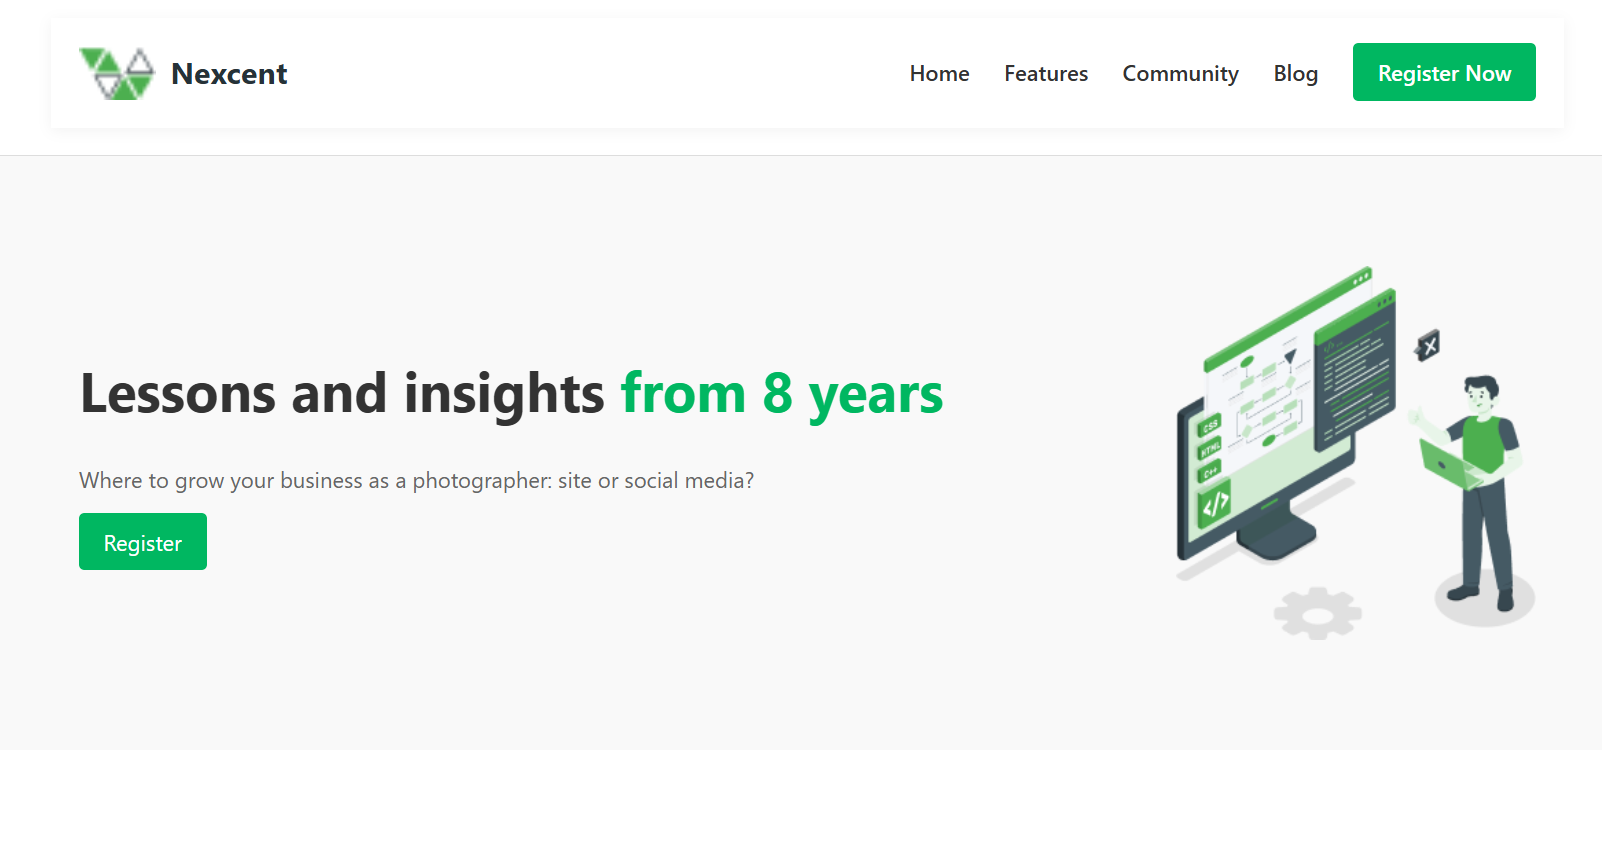 Nexcent
Home Features Community Blog Register Now
Lessons and insights from 8 years
Where to grow your business as a photographer: site or social media?
Register
CSS
HTML
C++
</>
X